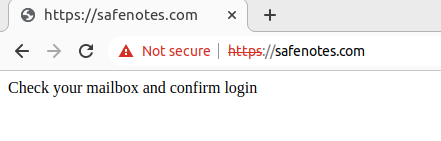 https://safenotes.com
Not secure | https://safenotes.com
Check your mailbox and confirm login